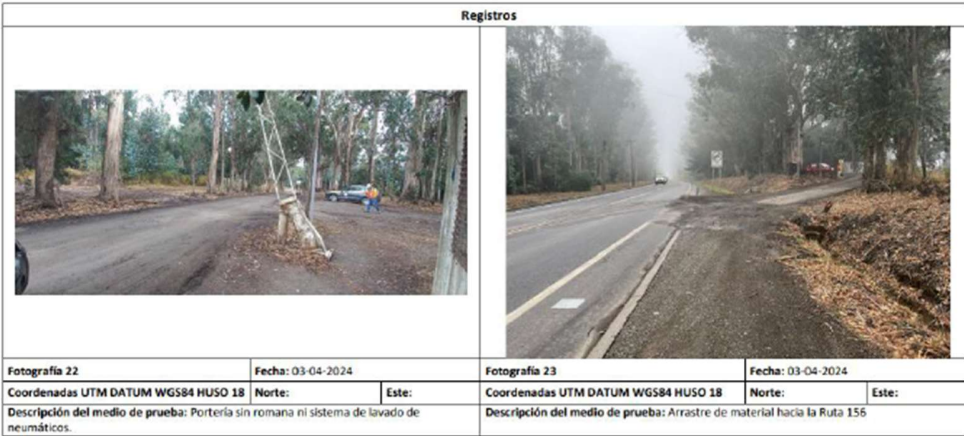 Registros
Fotografía 22
Fecha: 03-04-2024
Coordenadas UTM DATUM WGS84 HUSO 18
Norte:
Este:
Descripción del medio de prueba: Portería sin romana ni sistema de lavado de
neumáticos.
Fotografía 23
Fecha: 03-04-2024
Coordenadas UTM DATUM WGS84 HUSO 18
Norte:
Este:
Descripción del medio de prueba: Arrastre de material hacia la Ruta 156